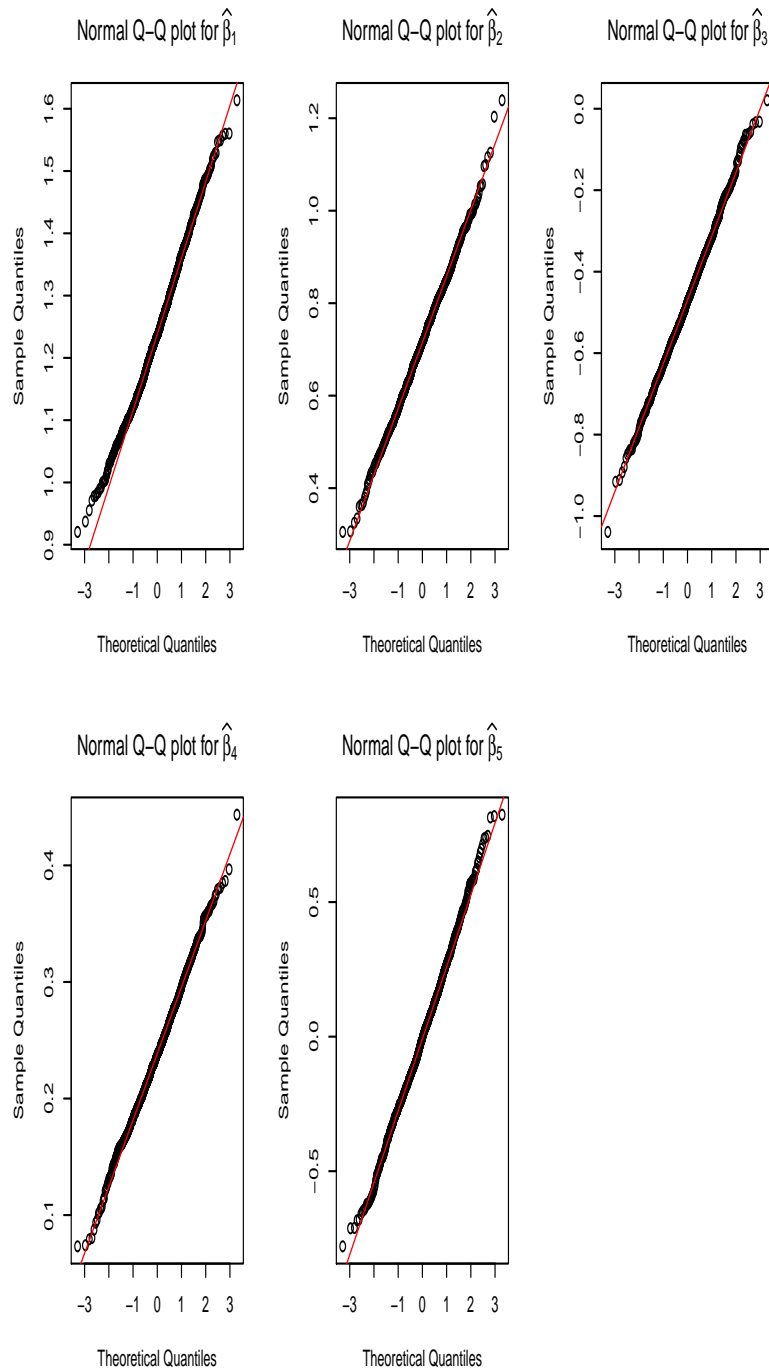 Normal Q−Q plot for β̂₁
Normal Q−Q plot for β̂₂
Normal Q−Q plot for β̂₃
Sample Quantiles
0.9 1.0 1.1 1.2 1.3 1.4 1.5 1.6
−3 −1 0 1 2 3
Theoretical Quantiles
Sample Quantiles
0.4 0.6 0.8 1.0 1.2
−3 −1 0 1 2 3
Theoretical Quantiles
Sample Quantiles
−1.0 −0.8 −0.6 −0.4 −0.2 0.0
−3 −1 0 1 2 3
Theoretical Quantiles
Normal Q−Q plot for β̂₄
Normal Q−Q plot for β̂₅
Sample Quantiles
0.1 0.2 0.3 0.4
−3 −1 0 1 2 3
Theoretical Quantiles
Sample Quantiles
−0.5 0.0 0.5
−3 −1 0 1 2 3
Theoretical Quantiles